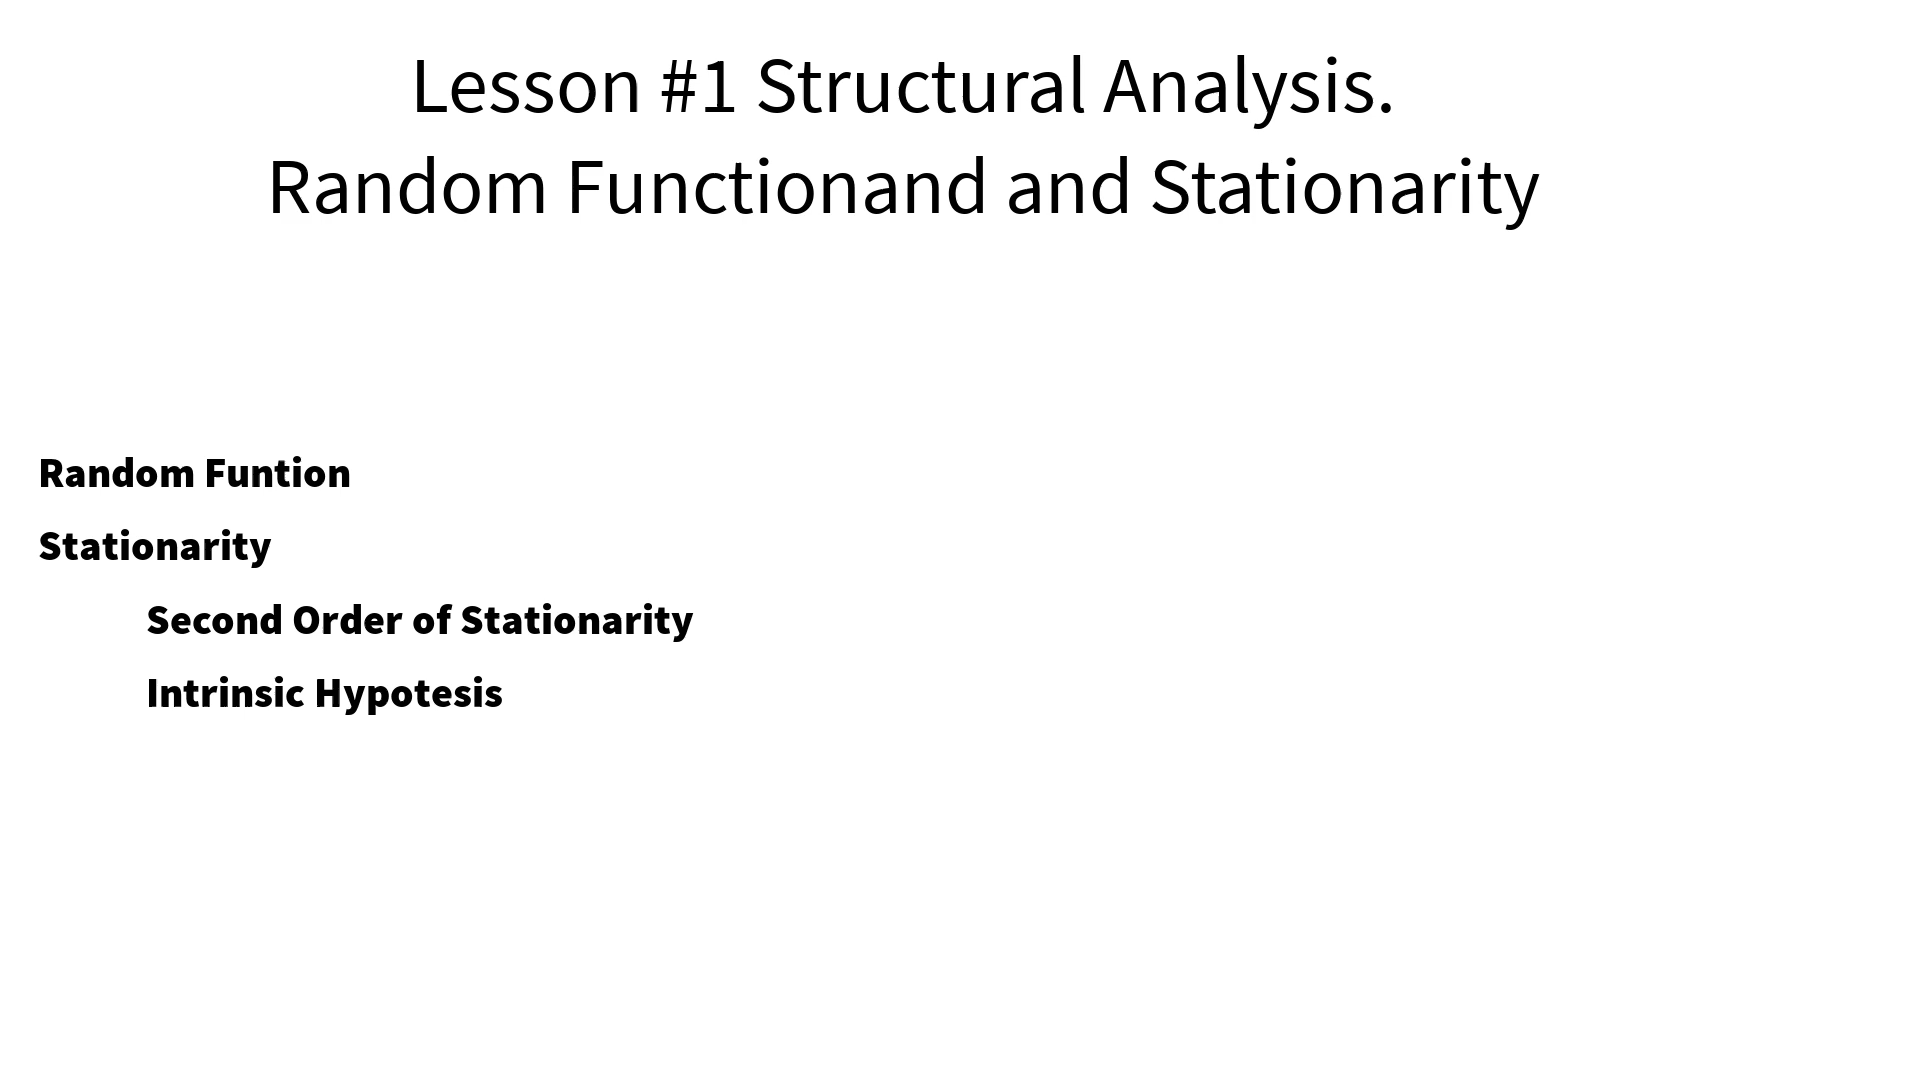 Lesson #1 Structural Analysis.
Random Functionand and Stationarity
Random Funtion
Stationarity
Second Order of Stationarity
Intrinsic Hypotesis